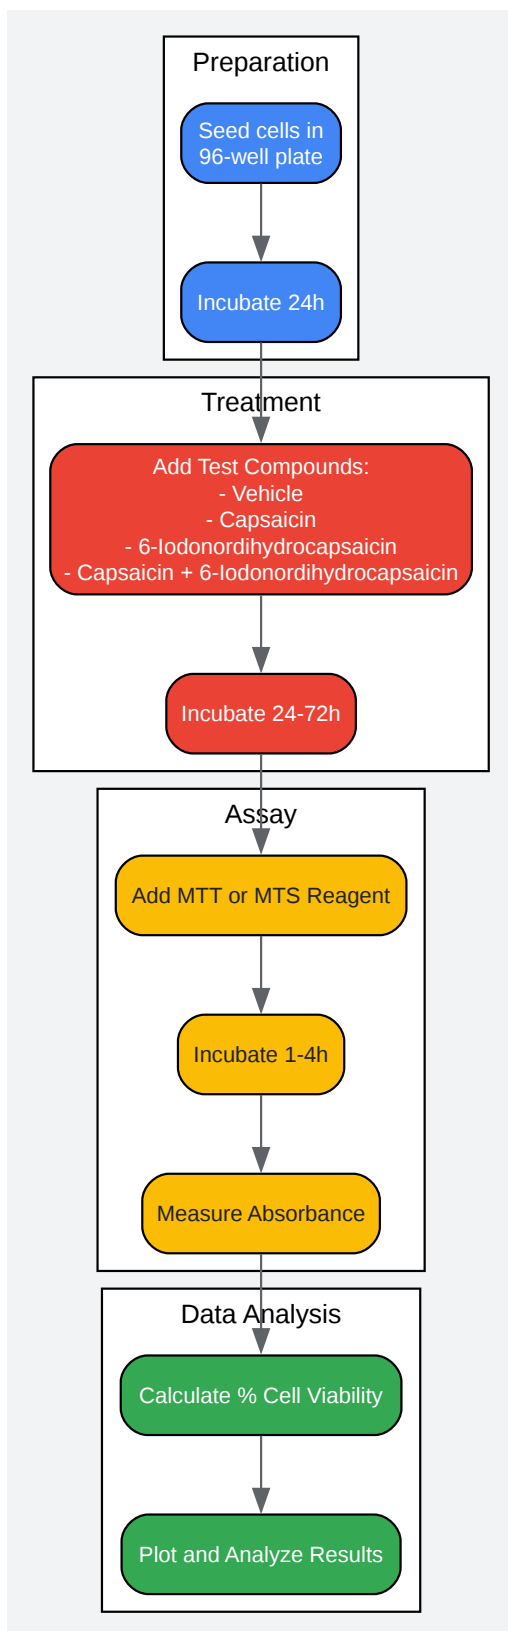 Preparation
Seed cells in
96-well plate
Incubate 24h
Treatment
Add Test Compounds:
- Vehicle
- Capsaicin
- 6-Iodonordihydrocapsaicin
- Capsaicin + 6-Iodonordihydrocapsaicin
Incubate 24-72h
Assay
Add MTT or MTS Reagent
Incubate 1-4h
Measure Absorbance
Data Analysis
Calculate % Cell Viability
Plot and Analyze Results